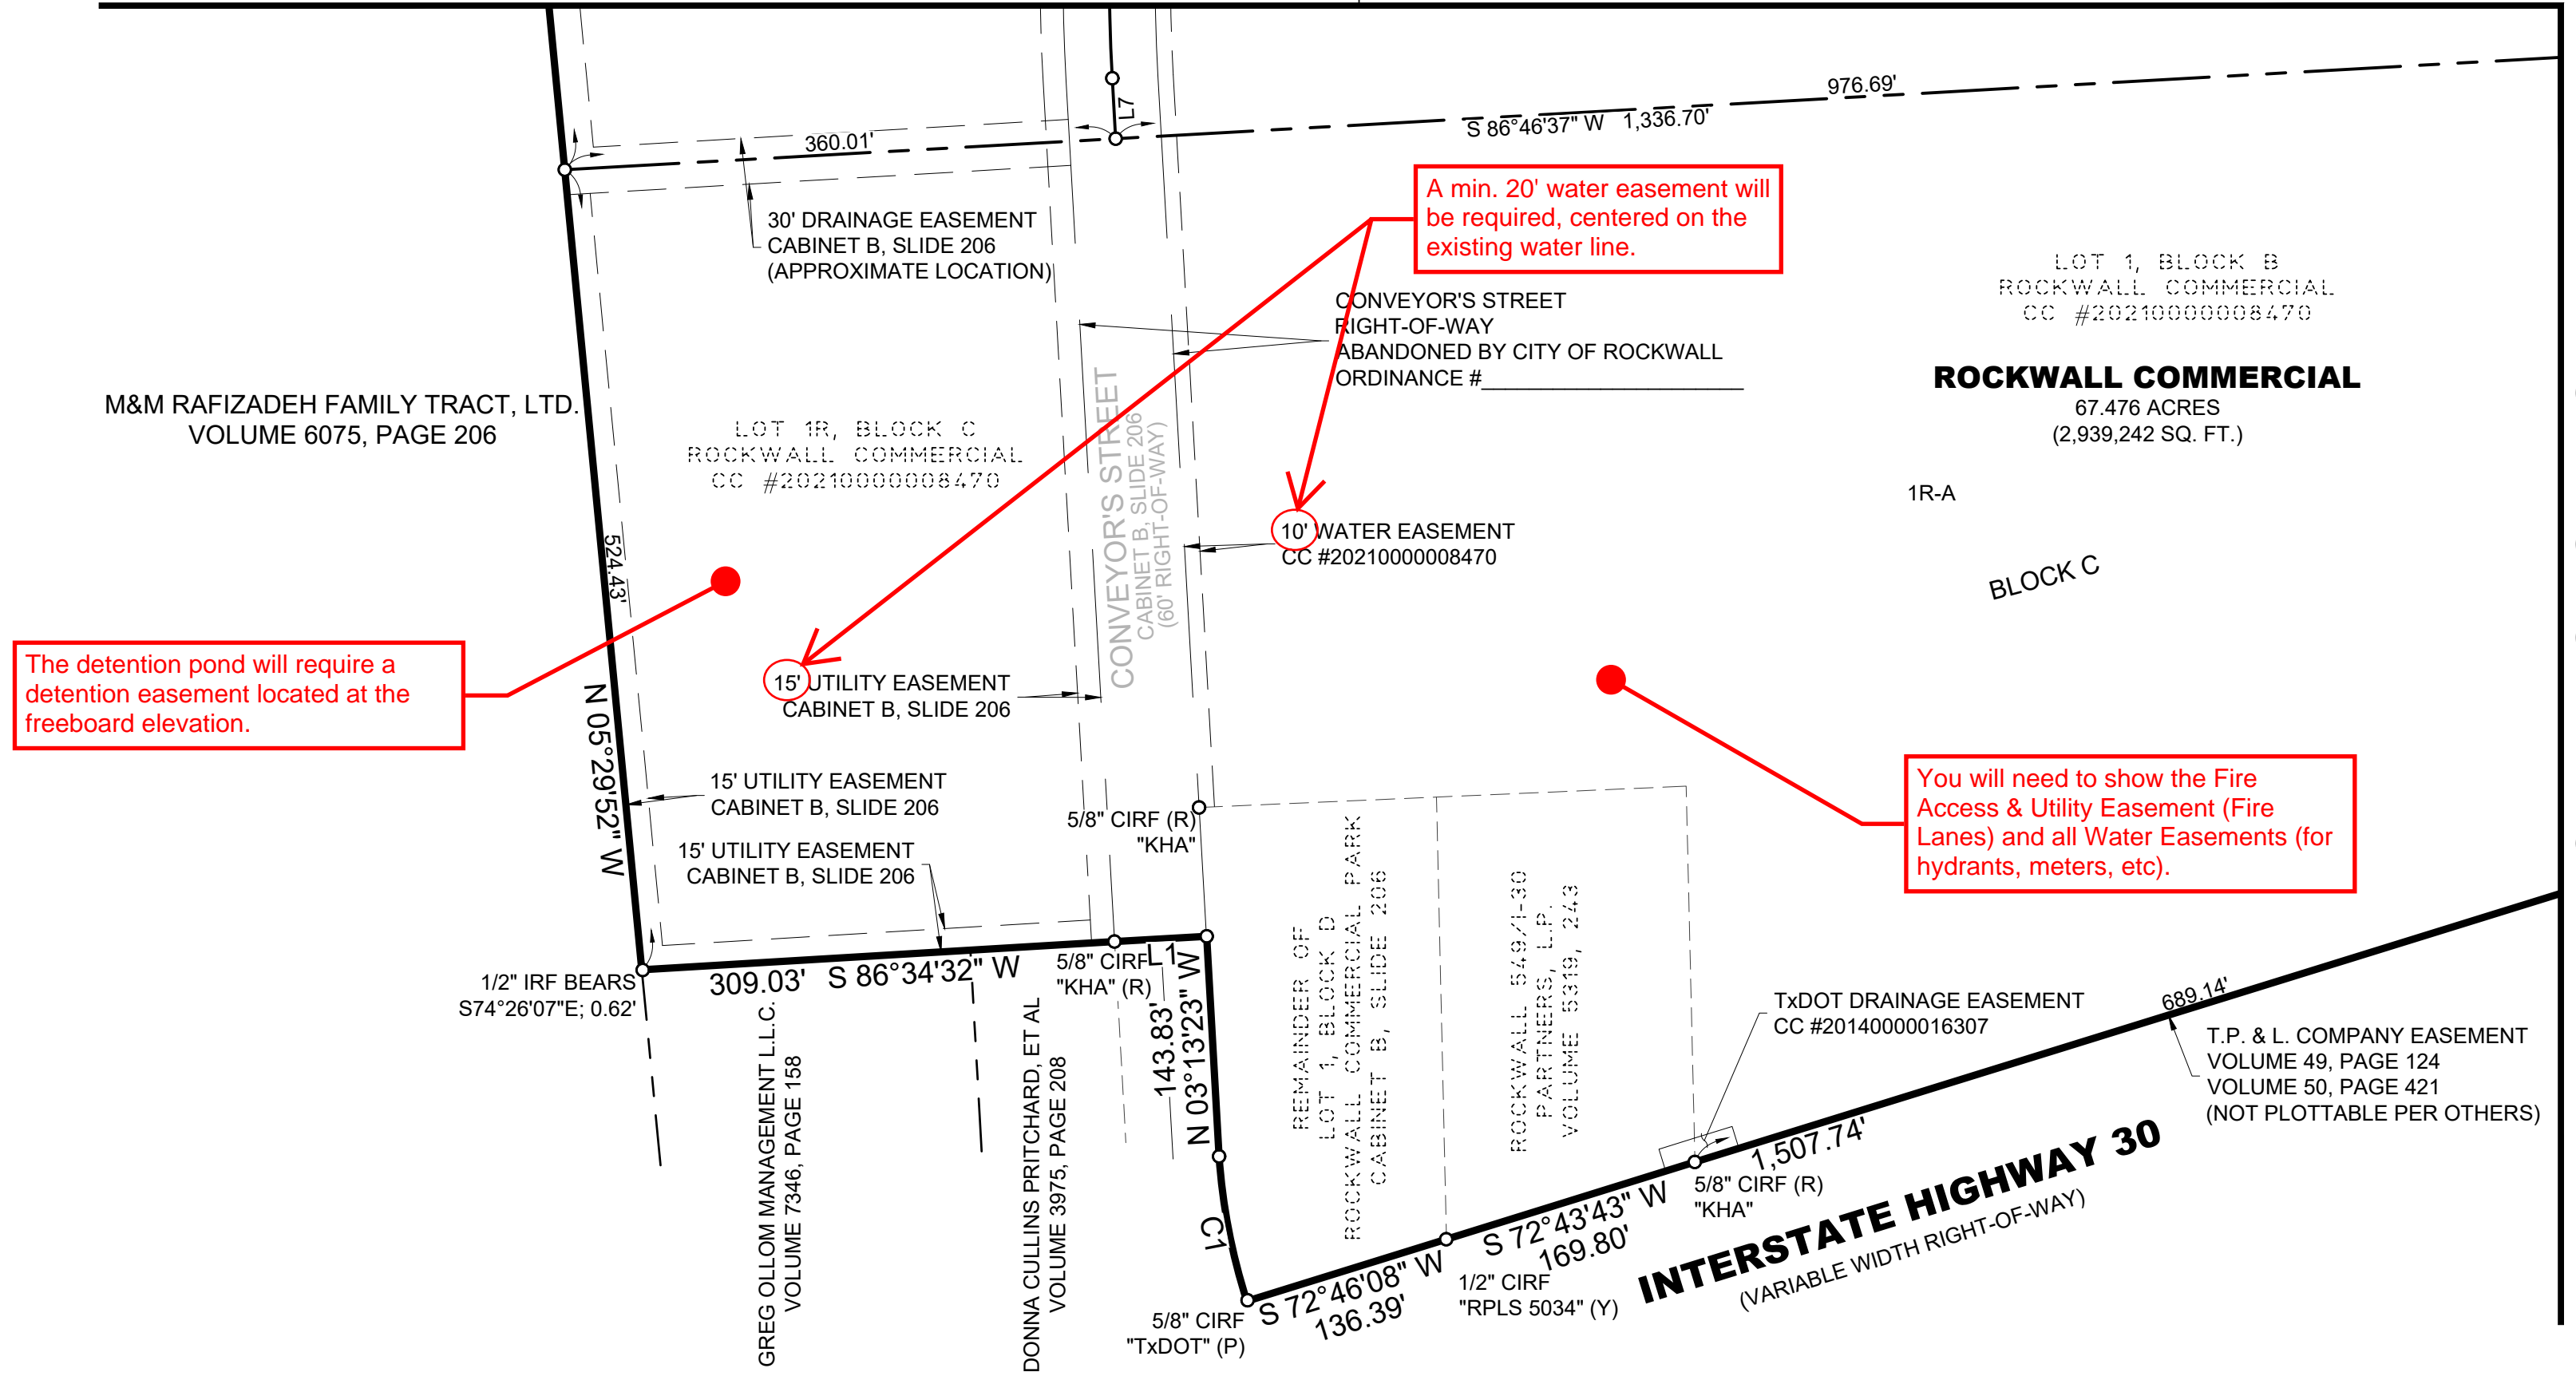 976.69'
L7
S 86°46'37" W 1,336.70'
360.01'
A min. 20' water easement will
be required, centered on the
existing water line.
30' DRAINAGE EASEMENT
CABINET B, SLIDE 206
(APPROXIMATE LOCATION)
LOT 1, BLOCK B
ROCKWALL COMMERCIAL
CC #20210000008470
CONVEYOR'S STREET
RIGHT-OF-WAY
ABANDONED BY CITY OF ROCKWALL
ORDINANCE #______________________
ROCKWALL COMMERCIAL
67.476 ACRES
(2,939,242 SQ. FT.)
M&M RAFIZADEH FAMILY TRACT, LTD.
VOLUME 6075, PAGE 206
LOT 1R, BLOCK C
ROCKWALL COMMERCIAL
CC #20210000008470
CONVEYOR'S STREET
CABINET B, SLIDE 206
(60' RIGHT-OF-WAY)
1R-A
10' WATER EASEMENT
CC #20210000008470
BLOCK C
524.43'
N 05°29'52" W
The detention pond will require a
detention easement located at the
freeboard elevation.
15' UTILITY EASEMENT
CABINET B, SLIDE 206
15' UTILITY EASEMENT
CABINET B, SLIDE 206
You will need to show the Fire
Access & Utility Easement (Fire
Lanes) and all Water Easements (for
hydrants, meters, etc).
5/8" CIRF (R)
"KHA"
15' UTILITY EASEMENT
CABINET B, SLIDE 206
REMAINDER OF
LOT 1, BLOCK D
ROCKWALL COMMERCIAL PARK
CABINET B, SLIDE 206
ROCKWALL 549/I-30
PARTNERS, L.P.
VOLUME 5319, 243
1/2" IRF BEARS
S74°26'07"E; 0.62'
309.03' S 86°34'32" W
5/8" CIRF
"KHA" (R)
L1
143.83'
N 03°13'23" W
GREG OLLOM MANAGEMENT L.L.C.
VOLUME 7346, PAGE 158
DONNA CULLINS PRITCHARD, ET AL
VOLUME 3975, PAGE 208
TxDOT DRAINAGE EASEMENT
CC #20140000016307
689.14'
T.P. & L. COMPANY EASEMENT
VOLUME 49, PAGE 124
VOLUME 50, PAGE 421
(NOT PLOTTABLE PER OTHERS)
1,507.74'
C1
5/8" CIRF (R)
"KHA"
S 72°43'43" W
169.80'
INTERSTATE HIGHWAY 30
(VARIABLE WIDTH RIGHT-OF-WAY)
S 72°46'08" W
136.39'
1/2" CIRF
"RPLS 5034" (Y)
5/8" CIRF
"TxDOT" (P)